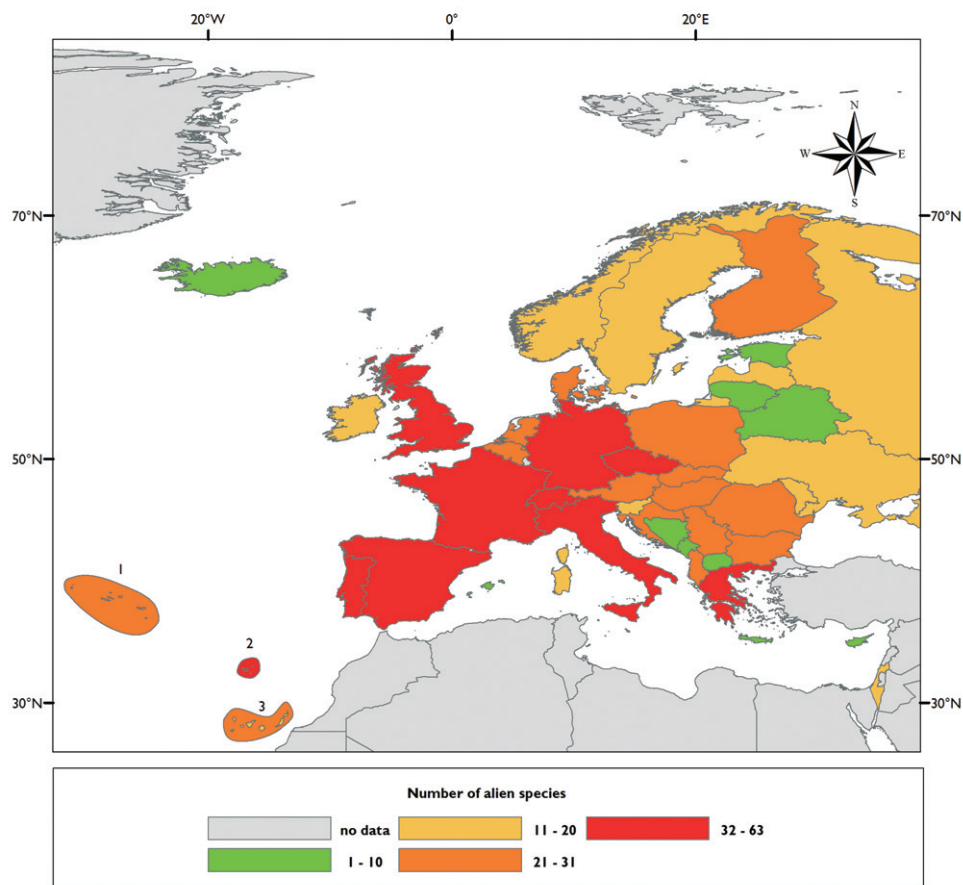 20°W 0° 20°E
N
W E
S
70°N 70°N
50°N 50°N
1
2
3
30°N 30°N
Number of alien species
no data 11 - 20 32 - 63
1 - 10 21 - 31